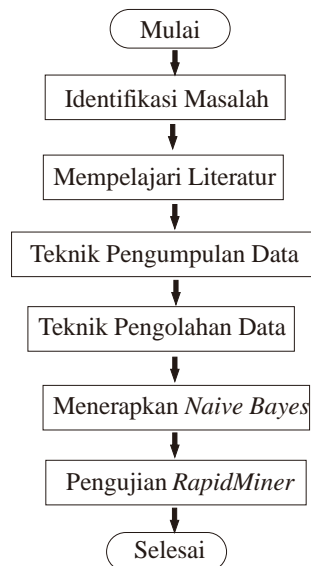 Mulai
Identifikasi Masalah
Mempelajari Literatur
Teknik Pengumpulan Data
Teknik Pengolahan Data
Menerapkan Naive Bayes
Pengujian RapidMiner
Selesai